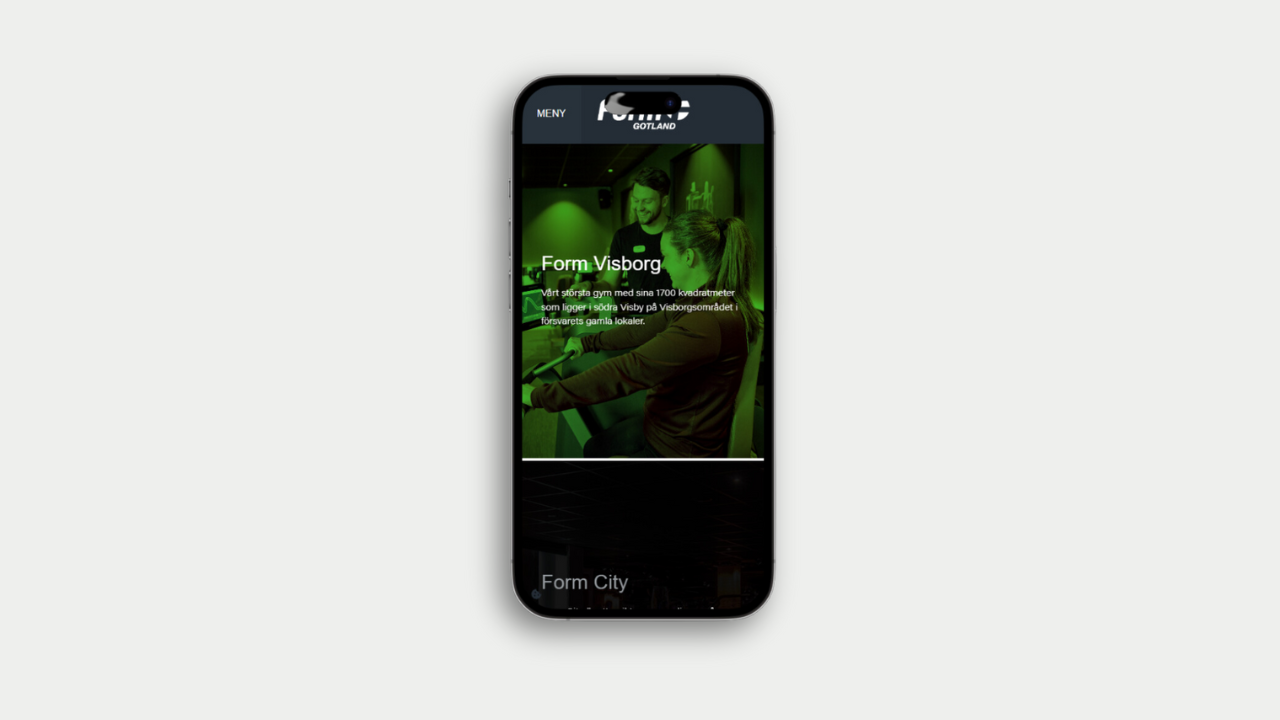 MENY
Form
GOTLAND
Form Visborg
Vårt största gym med sina 1700 kvadratmeter
som ligger i södra Visby på Visborgsområdet i
försvarets gamla lokaler.
Form City